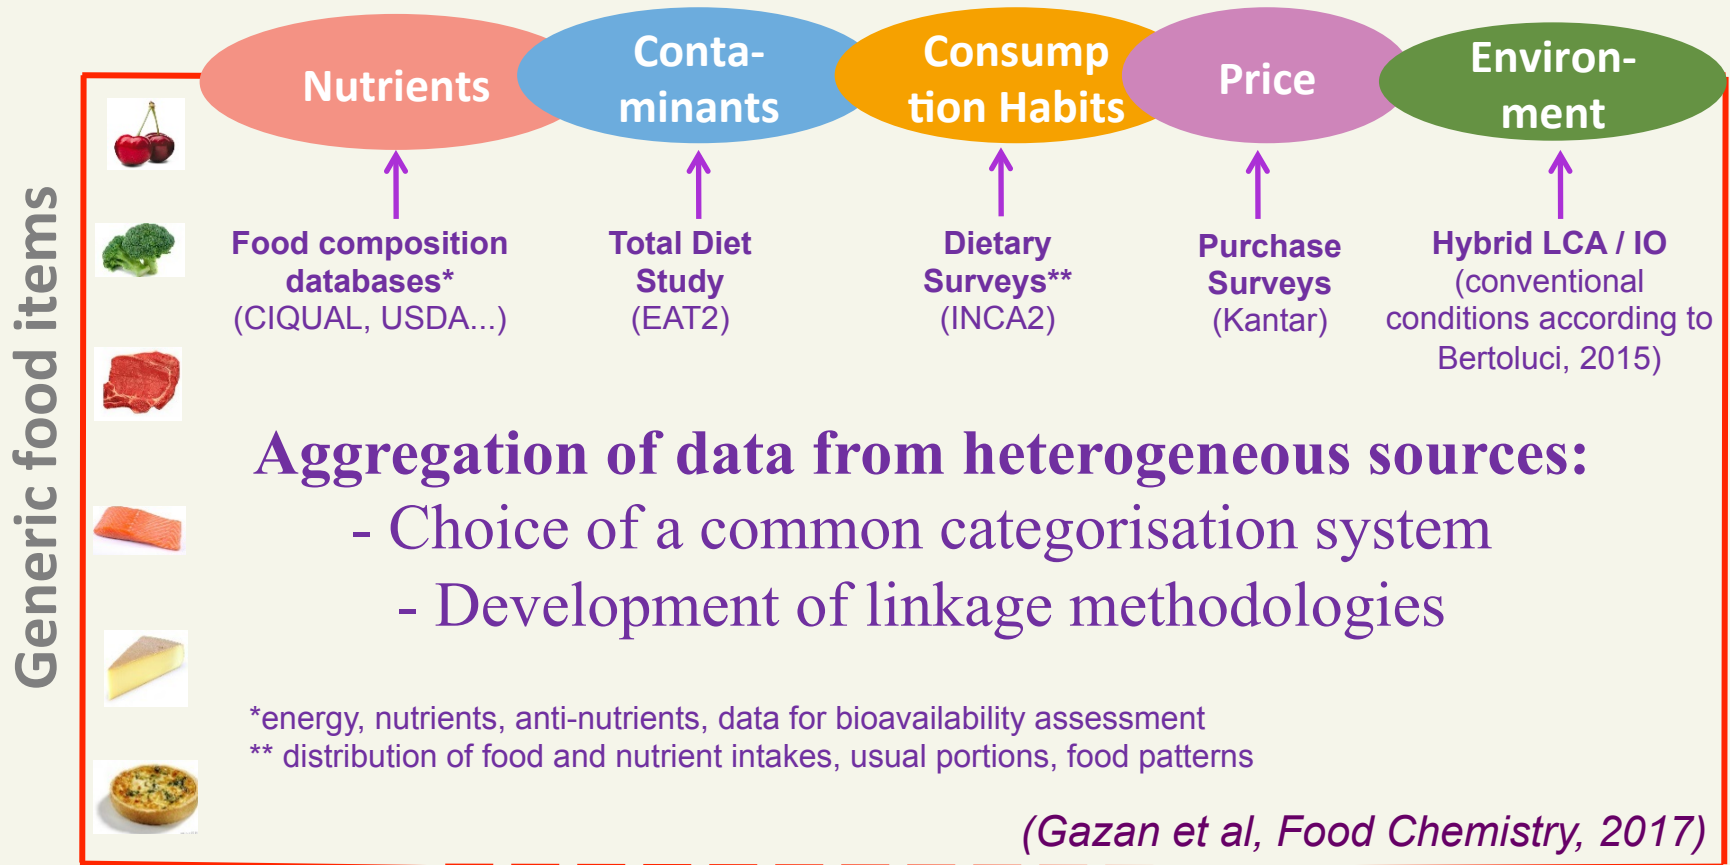 Nutrients
Conta-
minants
Consump
tion Habits
Price
Environ-
ment
Generic food items
Food composition
databases*
(CIQUAL, USDA...)
Total Diet
Study
(EAT2)
Dietary
Surveys**
(INCA2)
Purchase
Surveys
(Kantar)
Hybrid LCA / IO
(conventional
conditions according to
Bertoluci, 2015)
Aggregation of data from heterogeneous sources:
- Choice of a common categorisation system
- Development of linkage methodologies
*energy, nutrients, anti-nutrients, data for bioavailability assessment
** distribution of food and nutrient intakes, usual portions, food patterns
(Gazan et al, Food Chemistry, 2017)